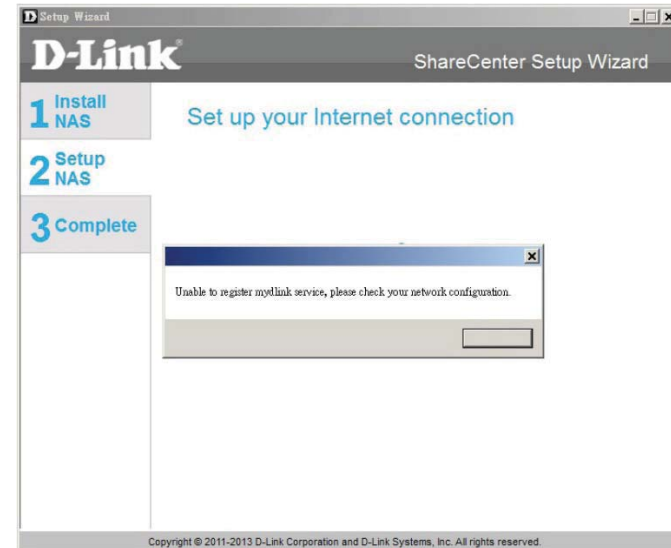 Setup Wizard
D-Link
ShareCenter Setup Wizard
1 Install
NAS
Set up your Internet connection
2 Setup
NAS
3 Complete
Unable to register mydlink service, please check your network configuration.
Copyright © 2011-2013 D-Link Corporation and D-Link Systems, Inc. All rights reserved.